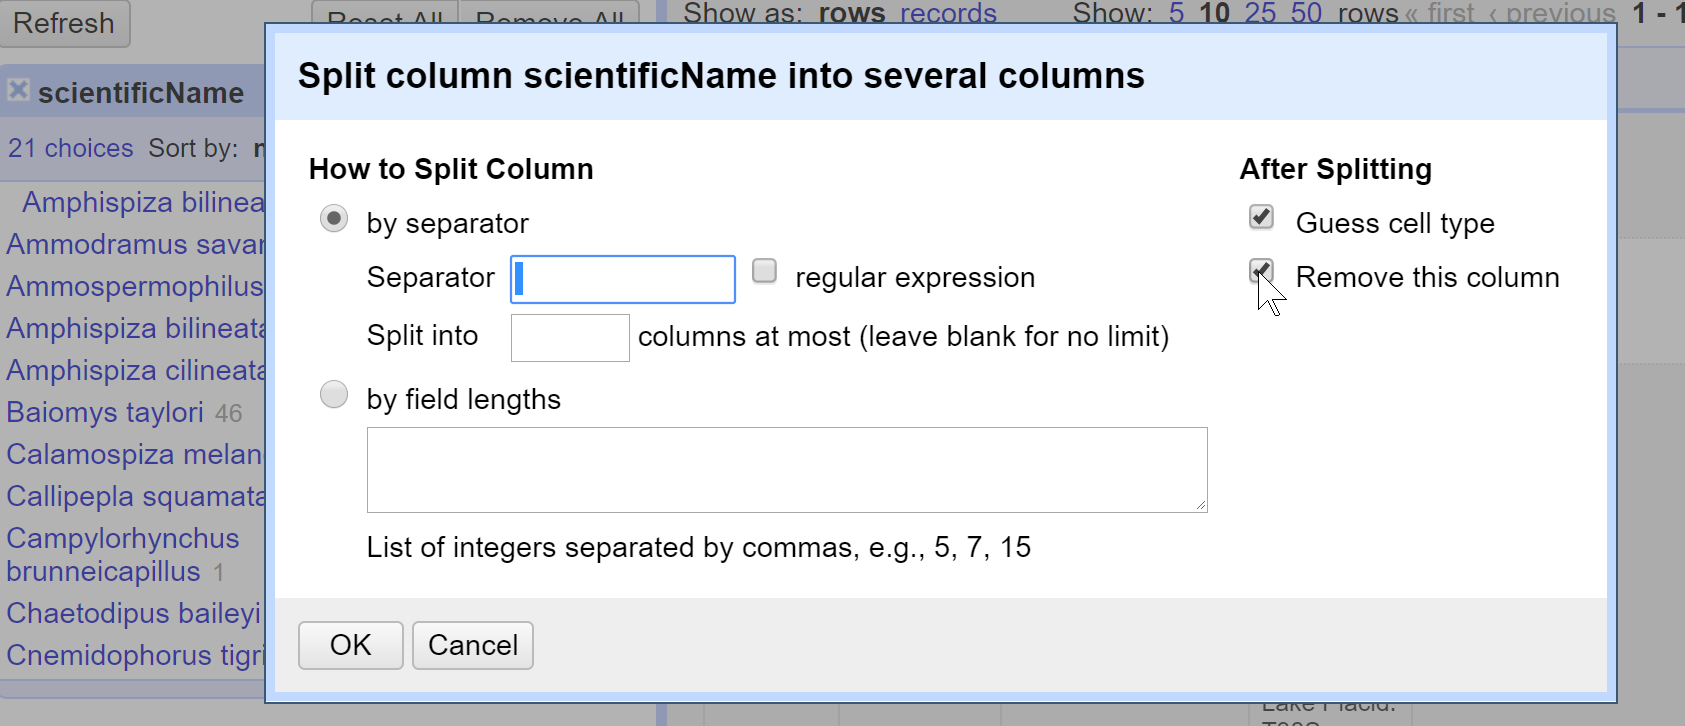 Refresh
Reset All Remove All
Show as: rows records Show: 5 10 25 50 rows « first ‹ previous 1 - 1
scientificName
21 choices Sort by:
Amphispiza bilinea
Ammodramus savan
Ammospermophilus
Amphispiza bilineata
Amphispiza cilineata
Baiomys taylori 46
Calamospiza melan
Callipepla squamata
Campylorhynchus
brunneicapillus 1
Chaetodipus baileyi
Cnemidophorus tigri
Split column scientificName into several columns
How to Split Column
by separator
Separator regular expression
Split into columns at most (leave blank for no limit)
by field lengths
List of integers separated by commas, e.g., 5, 7, 15
After Splitting
Guess cell type
Remove this column
OK Cancel
Lake Placid.